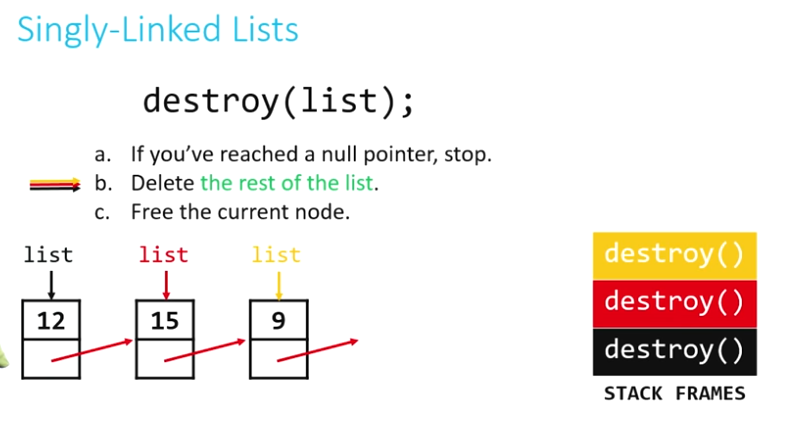 Singly-Linked Lists
destroy(list);
a. If you’ve reached a null pointer, stop.
b. Delete the rest of the list.
c. Free the current node.
list list list
12 15 9
destroy()
destroy()
destroy()
STACK FRAMES